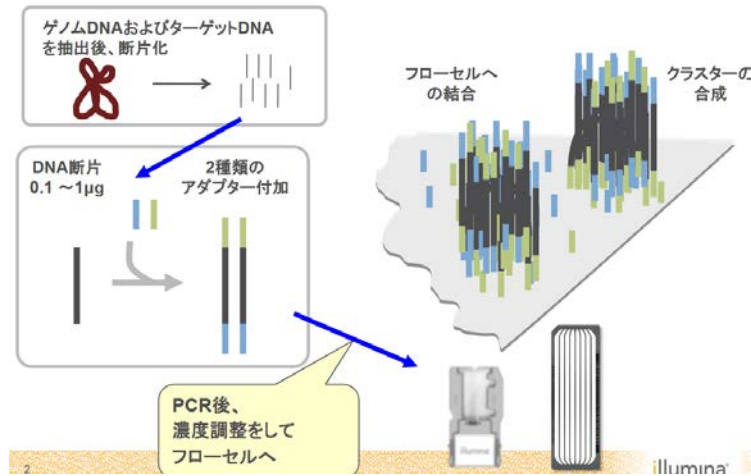 ゲノムDNAおよびターゲットDNA
を抽出後、断片化
DNA断片
0.1 ～1µg
2種類の
アダプター付加
フローセルへ
の結合
クラスターの
合成
PCR後、
濃度調整をして
フローセルへ
illumina
2
illumina